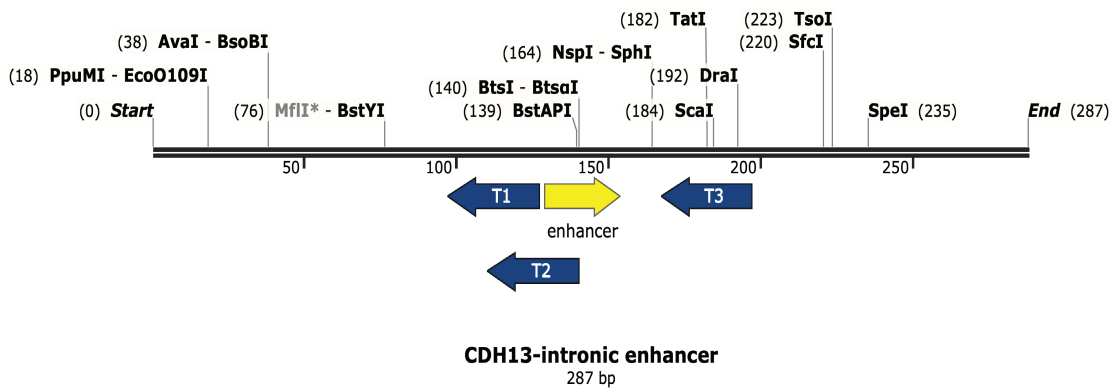 (182) TatI
(223) TsoI
(38) AvaI - BsoBI
(220) SfcI
(164) NspI - SphI
(18) PpuMI - EcoO109I
(192) DraI
(140) BtsI - BtsαI
(0) Start
(76) MflI* - BstYI
(139) BstAPI
(184) ScaI
SpeI (235)
End (287)
50
100
150
200
250
T1
T3
enhancer
T2
CDH13-intronic enhancer
287 bp